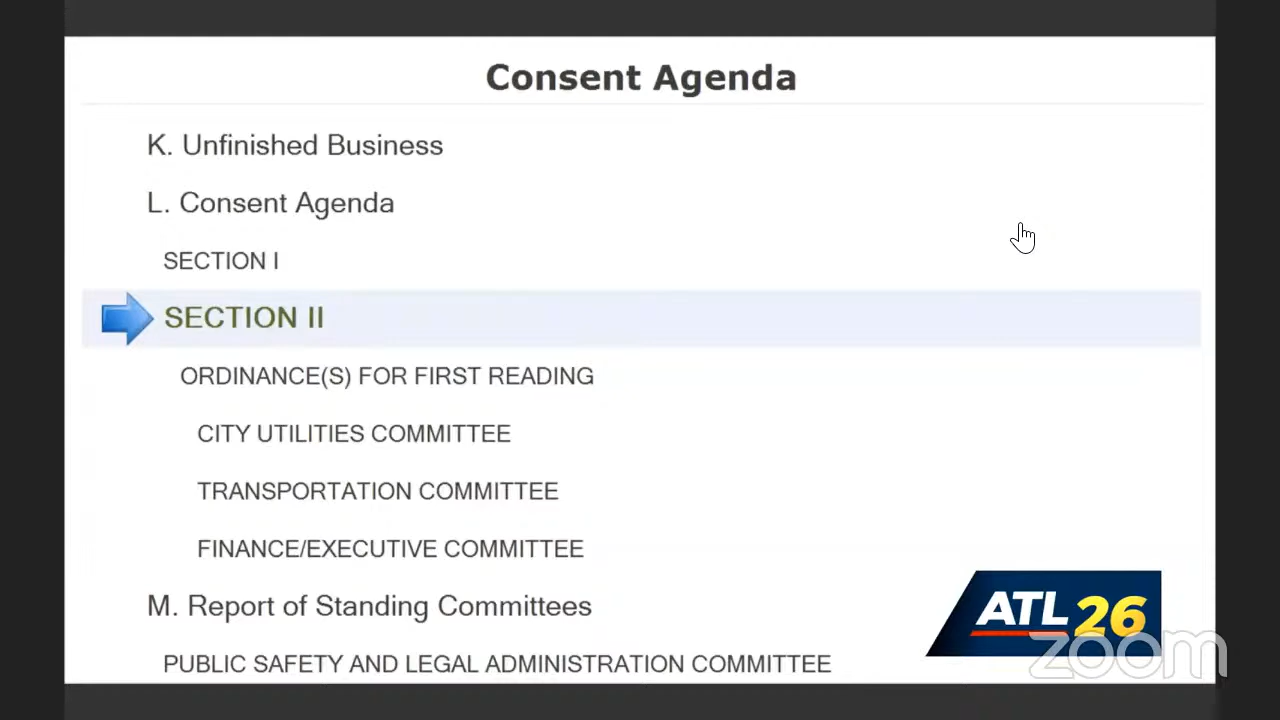 Consent Agenda
K. Unfinished Business
L. Consent Agenda
SECTION I
SECTION II
ORDINANCE(S) FOR FIRST READING
CITY UTILITIES COMMITTEE
TRANSPORTATION COMMITTEE
FINANCE/EXECUTIVE COMMITTEE
M. Report of Standing Committees
PUBLIC SAFETY AND LEGAL ADMINISTRATION COMMITTEE
ATL 26
zoom